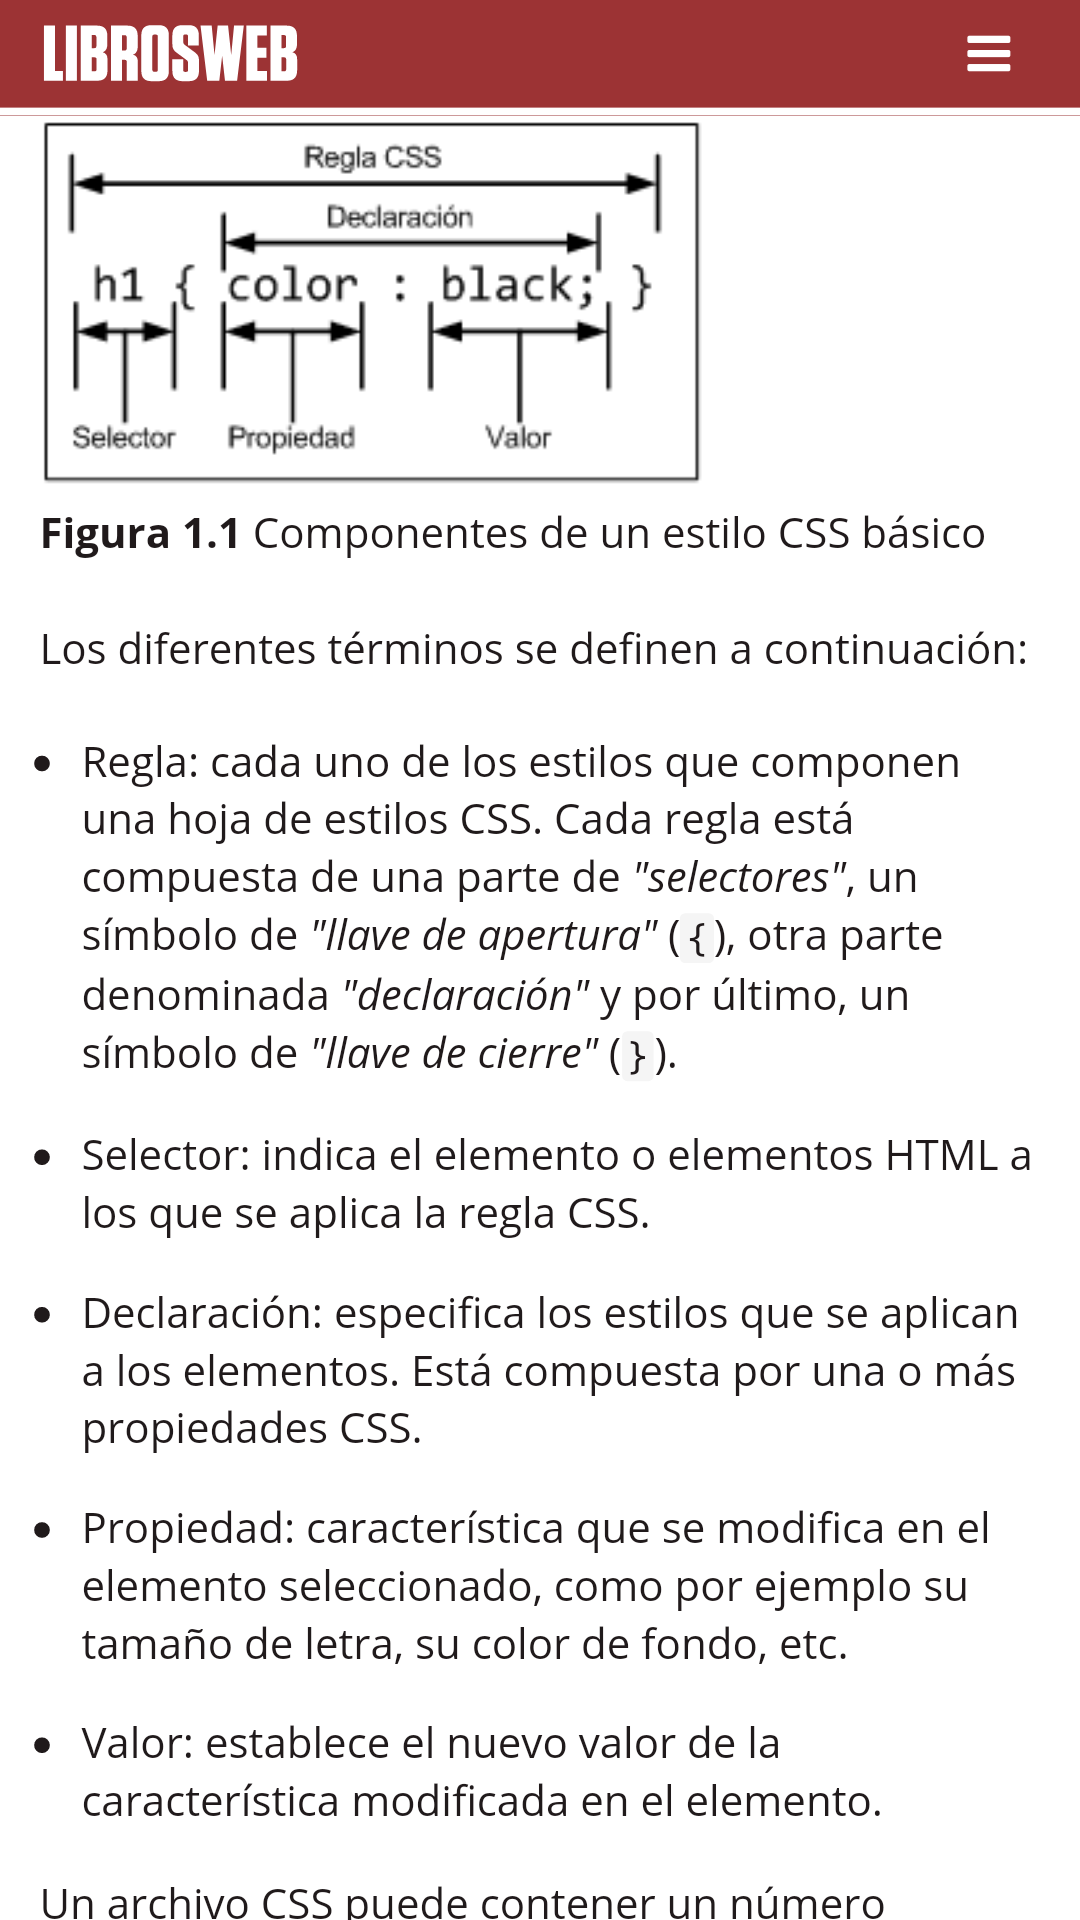 LIBROSWEB
Regla CSS
Declaración
h1 { color : black; }
Selector Propiedad Valor
Figura 1.1 Componentes de un estilo CSS básico
Los diferentes términos se definen a continuación:
• Regla: cada uno de los estilos que componen
una hoja de estilos CSS. Cada regla está
compuesta de una parte de "selectores", un
símbolo de "llave de apertura" ({), otra parte
denominada "declaración" y por último, un
símbolo de "llave de cierre" (}).
• Selector: indica el elemento o elementos HTML a
los que se aplica la regla CSS.
• Declaración: especifica los estilos que se aplican
a los elementos. Está compuesta por una o más
propiedades CSS.
• Propiedad: característica que se modifica en el
elemento seleccionado, como por ejemplo su
tamaño de letra, su color de fondo, etc.
• Valor: establece el nuevo valor de la
característica modificada en el elemento.
Un archivo CSS puede contener un número